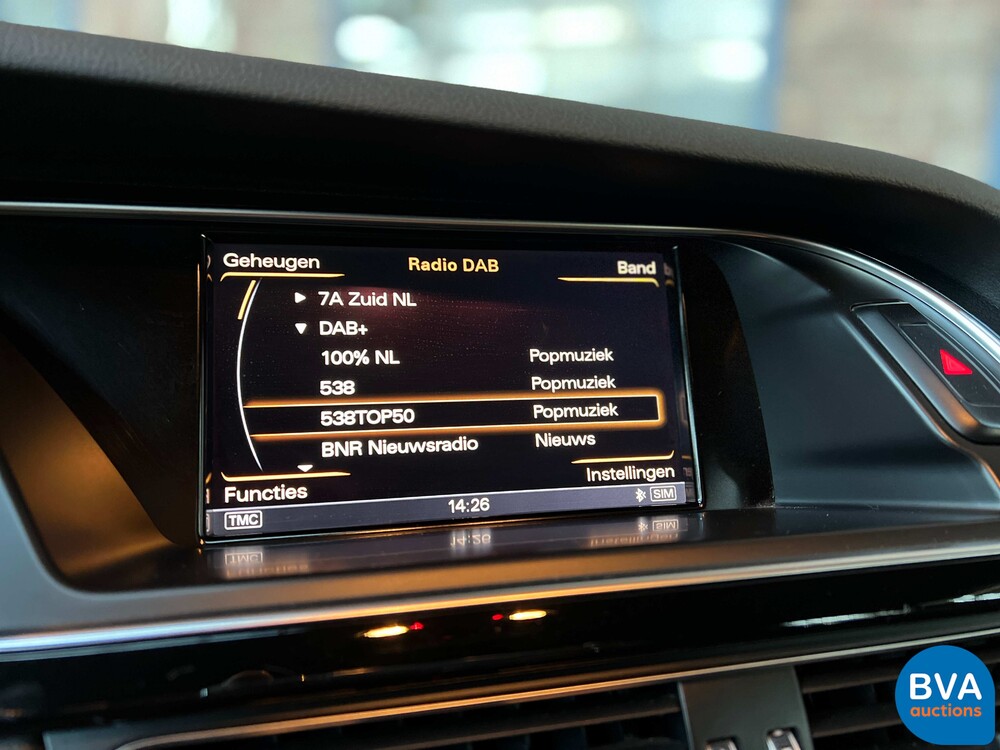 Geheugen Radio DAB Band
7A Zuid NL
DAB+
100% NL Popmuziek
538 Popmuziek
538TOP50 Popmuziek
BNR Nieuwsradio Nieuws
Functies Instellingen
TMC 14:26 SIM
BVA
auctions